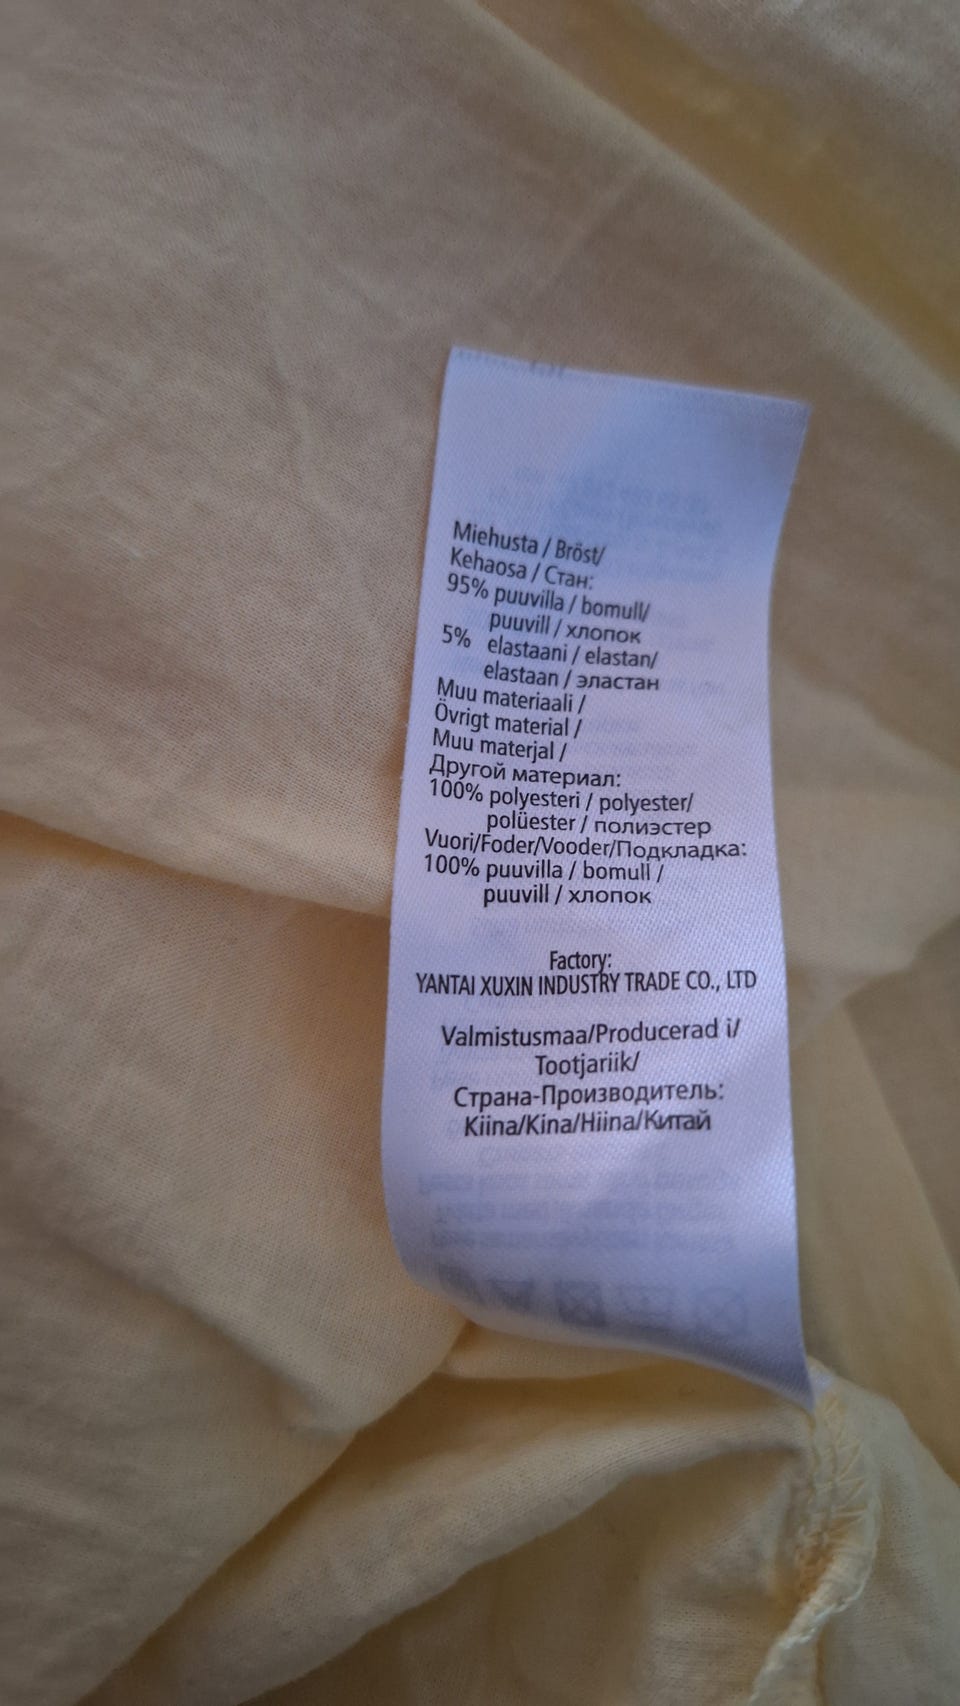 Miehusta / Bröst/
Kehaosa / Стан:
95% puuvilla / bomull/
puuvill / хлопок
5% elastaani / elastan/
elastaan / эластан
Muu materiaali /
Övrigt material /
Muu materjal /
Другой материал:
100% polyesteri / polyester/
polüester / полиэстер
Vuori/Foder/Vooder/Подкладка:
100% puuvilla / bomull /
puuvill / хлопок
Factory:
YANTAI XUXIN INDUSTRY TRADE CO., LTD
Valmistusmaa/Producerad i/
Tootjariik/
Страна-Производитель:
Kiina/Kina/Hiina/Китай